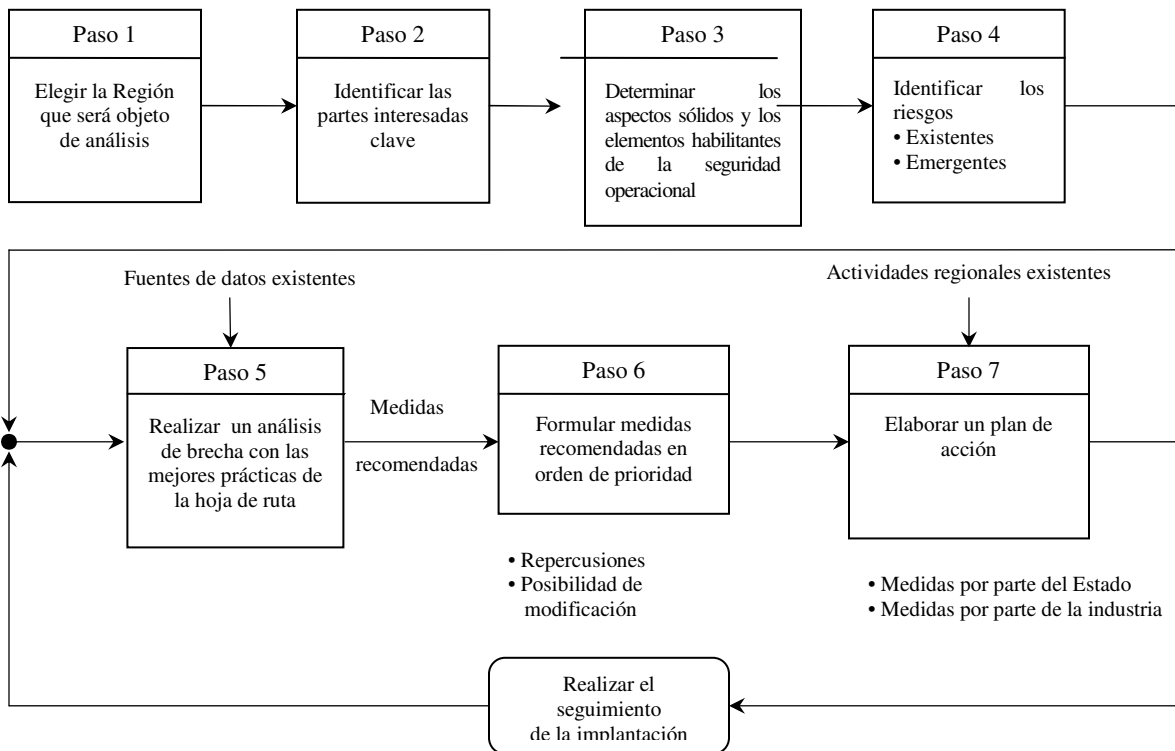 Paso 1
Elegir la Región
que será objeto
de análisis
Paso 2
Identificar las
partes interesadas
clave
Paso 3
Determinar los
aspectos sólidos y los
elementos habilitantes
de la seguridad
operacional
Paso 4
Identificar los
riesgos
• Existentes
• Emergentes
Fuentes de datos existentes
Paso 5
Realizar un análisis
de brecha con las
mejores prácticas de
la hoja de ruta
Medidas
recomendadas
Paso 6
Formular medidas
recomendadas en
orden de prioridad
• Repercusiones
• Posibilidad de
modificación
Actividades regionales existentes
Paso 7
Elaborar un plan de
acción
• Medidas por parte del Estado
• Medidas por parte de la industria
Realizar el
seguimiento
de la implantación